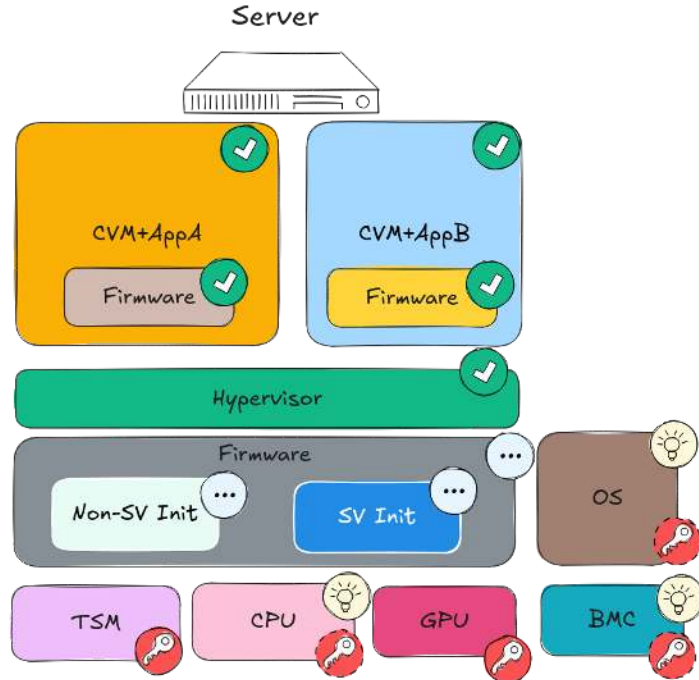 Server
CVM+AppA
CVM+AppB
Firmware
Firmware
Hypervisor
Firmware
Non-SV Init
SV Init
OS
TSM
CPU
GPU
BMC